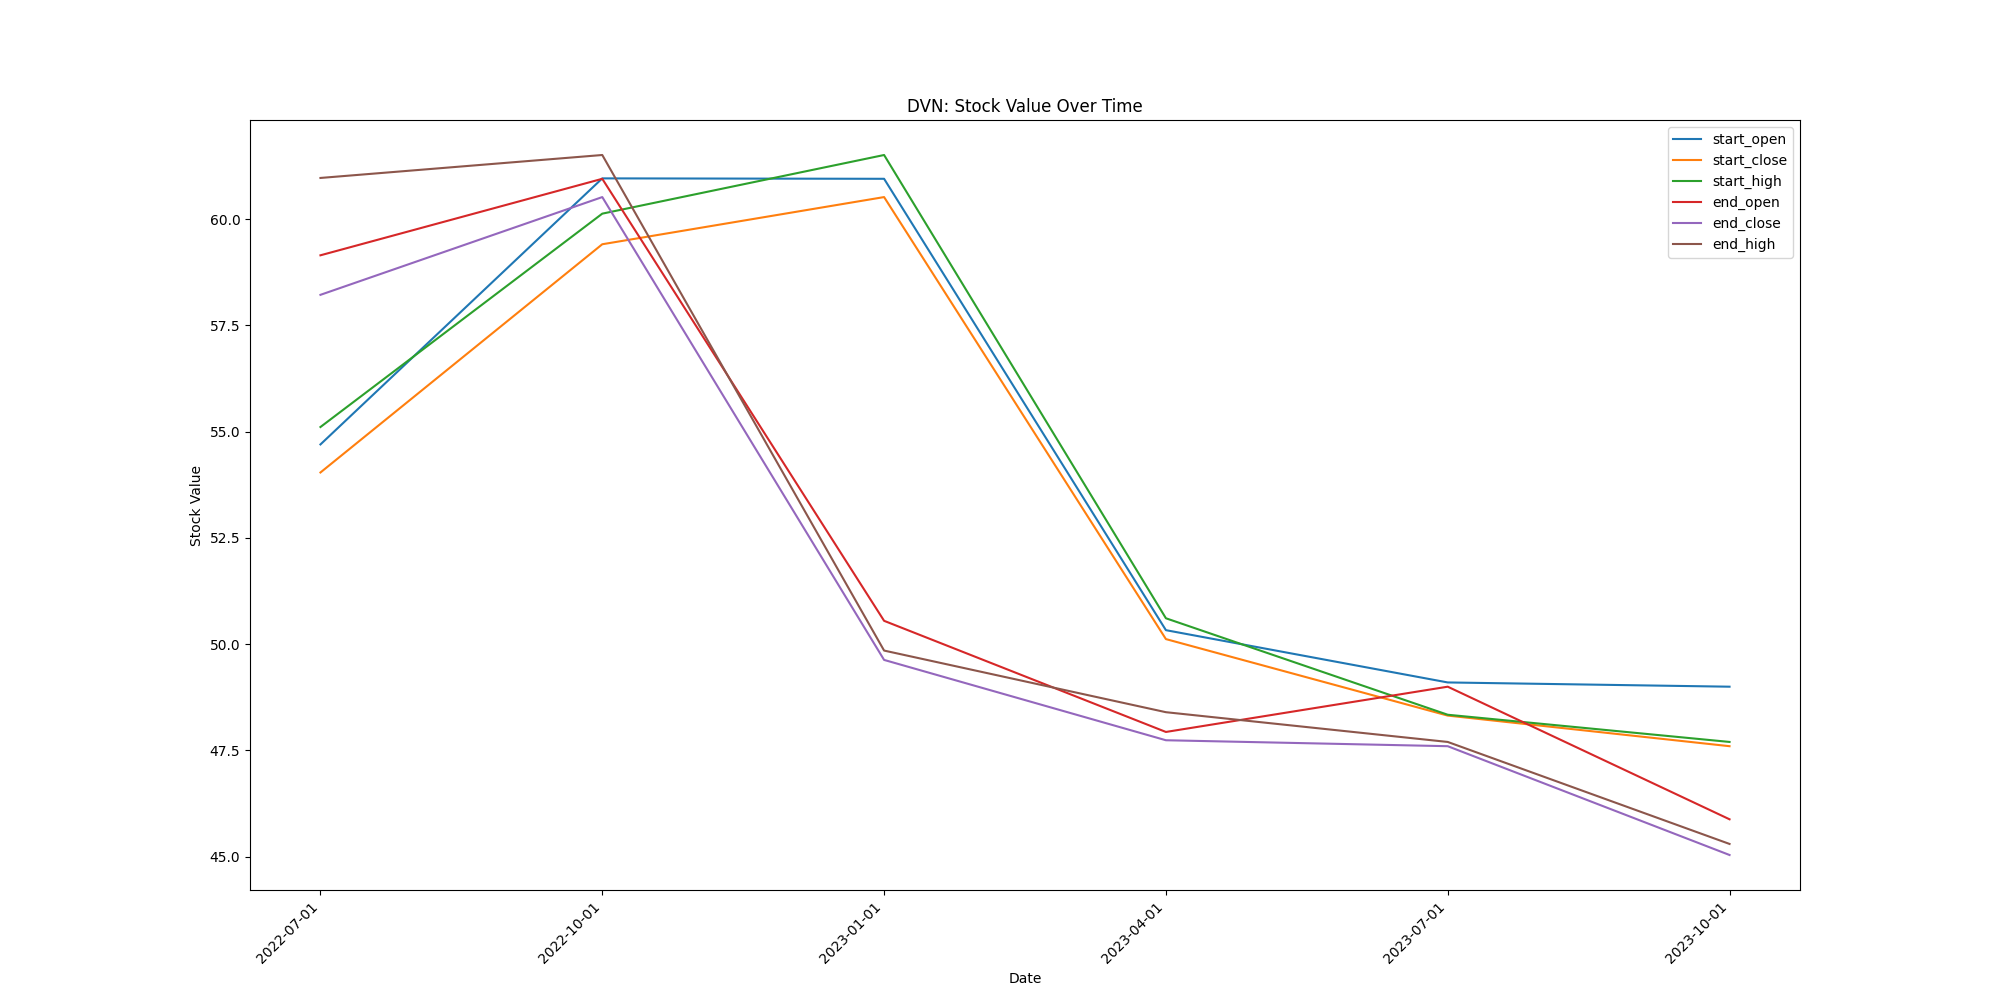 DVN: Stock Value Over Time
start_open
start_close
start_high
end_open
end_close
end_high
60.0
57.5
55.0
52.5
50.0
47.5
45.0
Stock Value
2022-07-01
2022-10-01
2023-01-01
2023-04-01
2023-07-01
2023-10-01
Date